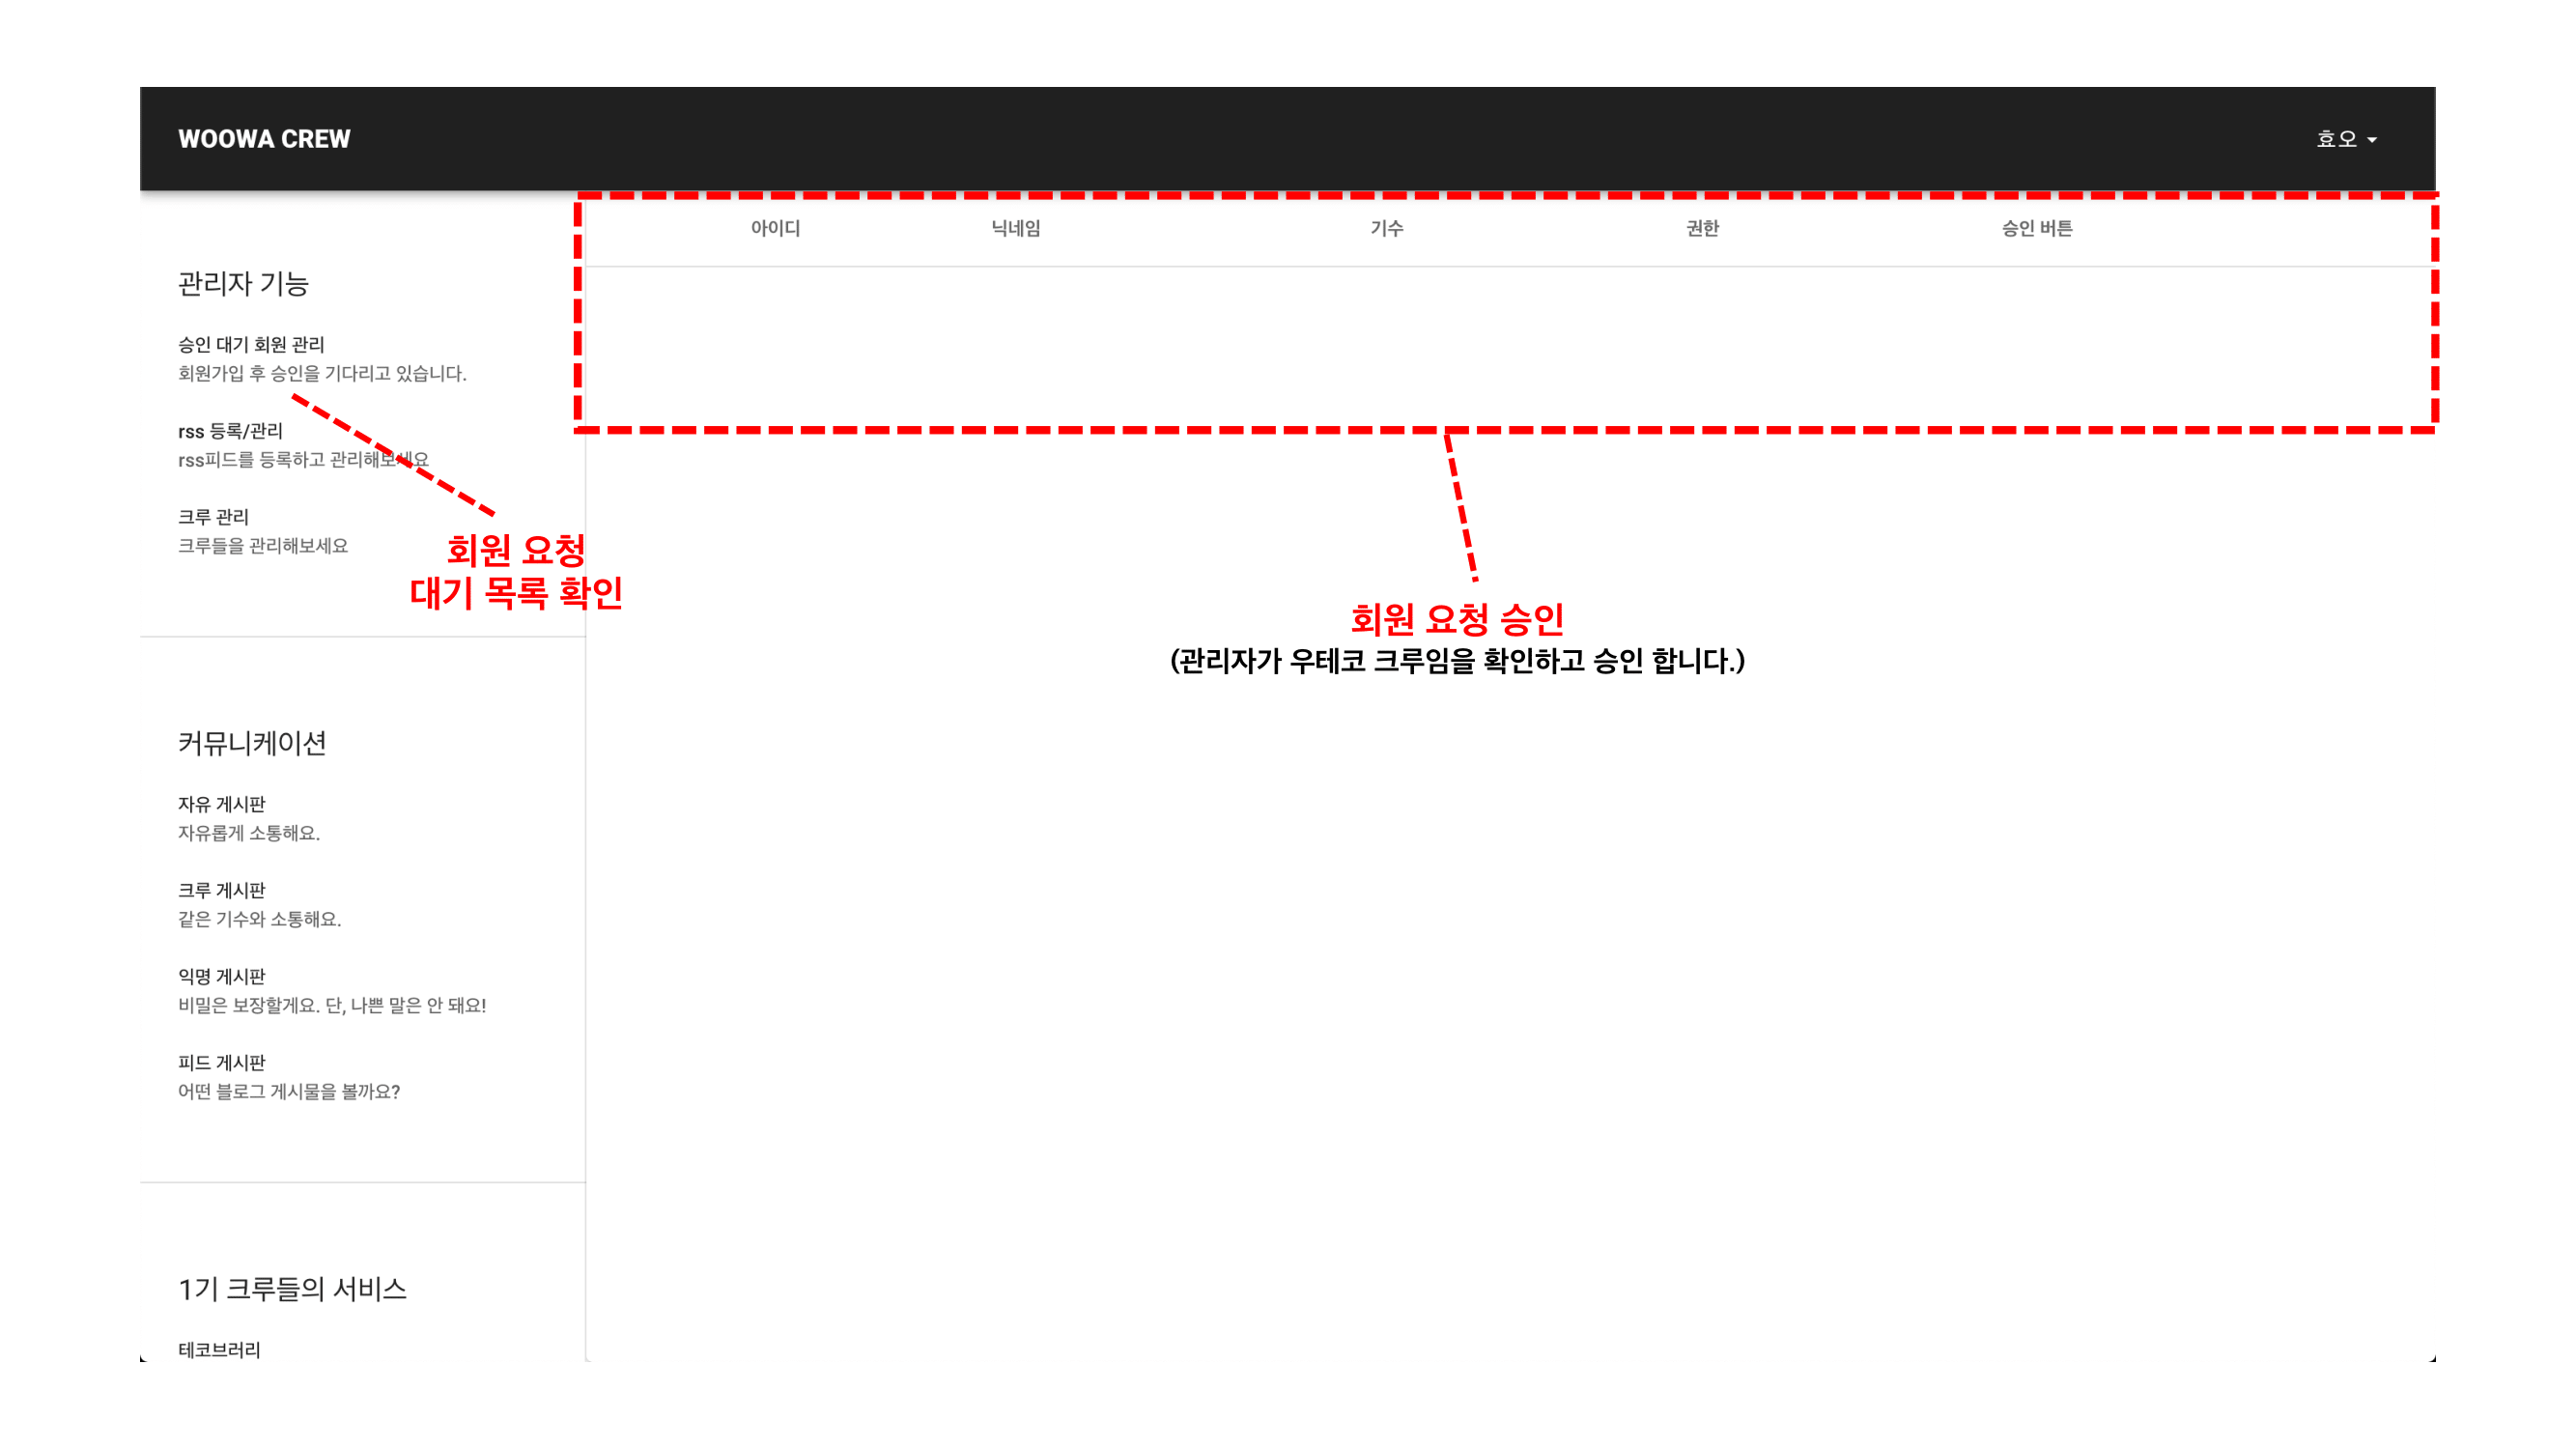 WOOWA CREW
효오
아이디 닉네임 기수 권한 승인 버튼
관리자 기능
승인 대기 회원 관리
회원가입 후 승인을 기다리고 있습니다.
rss 등록/관리
rss피드를 등록하고 관리해보세요
크루 관리
크루들을 관리해보세요
회원 요청
대기 목록 확인
회원 요청 승인
(관리자가 우테코 크루임을 확인하고 승인 합니다.)
커뮤니케이션
자유 게시판
자유롭게 소통해요.
크루 게시판
같은 기수와 소통해요.
익명 게시판
비밀은 보장할게요. 단, 나쁜 말은 안 돼요!
피드 게시판
어떤 블로그 게시물을 볼까요?
1기 크루들의 서비스
테코브러리